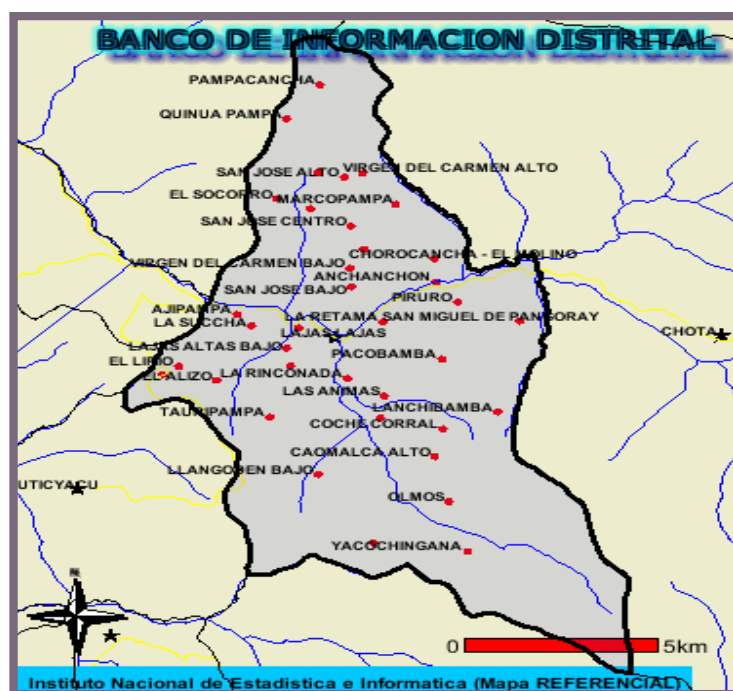 BANCO DE INFORMACION DISTRITAL
PAMPACANCHA
QUINUA PAMPA
SAN JOSE ALTO
VIRGEN DEL CARMEN ALTO
EL SOCORRO
MARCOPAMPA
SAN JOSE CENTRO
CHOROCANCHA - EL MOLINO
VIRGEN DEL CARMEN BAJO
ANCHANCHON
SAN JOSE BAJO
PIRURO
AJIPAMPA
LA RETAMA
SAN MIGUEL DE PANGORAY
LA SUCCHA
LAJAS
LAJAS
CHOTA
LAJAS ALTAS BAJO
PACOBAMBA
EL LIRIO
EL ALIZO
LA RINCONADA
LAS ANIMAS
TAURIPAMPA
LANCHIBAMBA
COCHE CORRAL
CAOMALCA ALTO
LLANGODEN BAJO
UTICYACU
OLMOS
YACOCHINGANA
N
0
5km
Instituto Nacional de Estadistica e Informatica (Mapa REFERENCIAL)